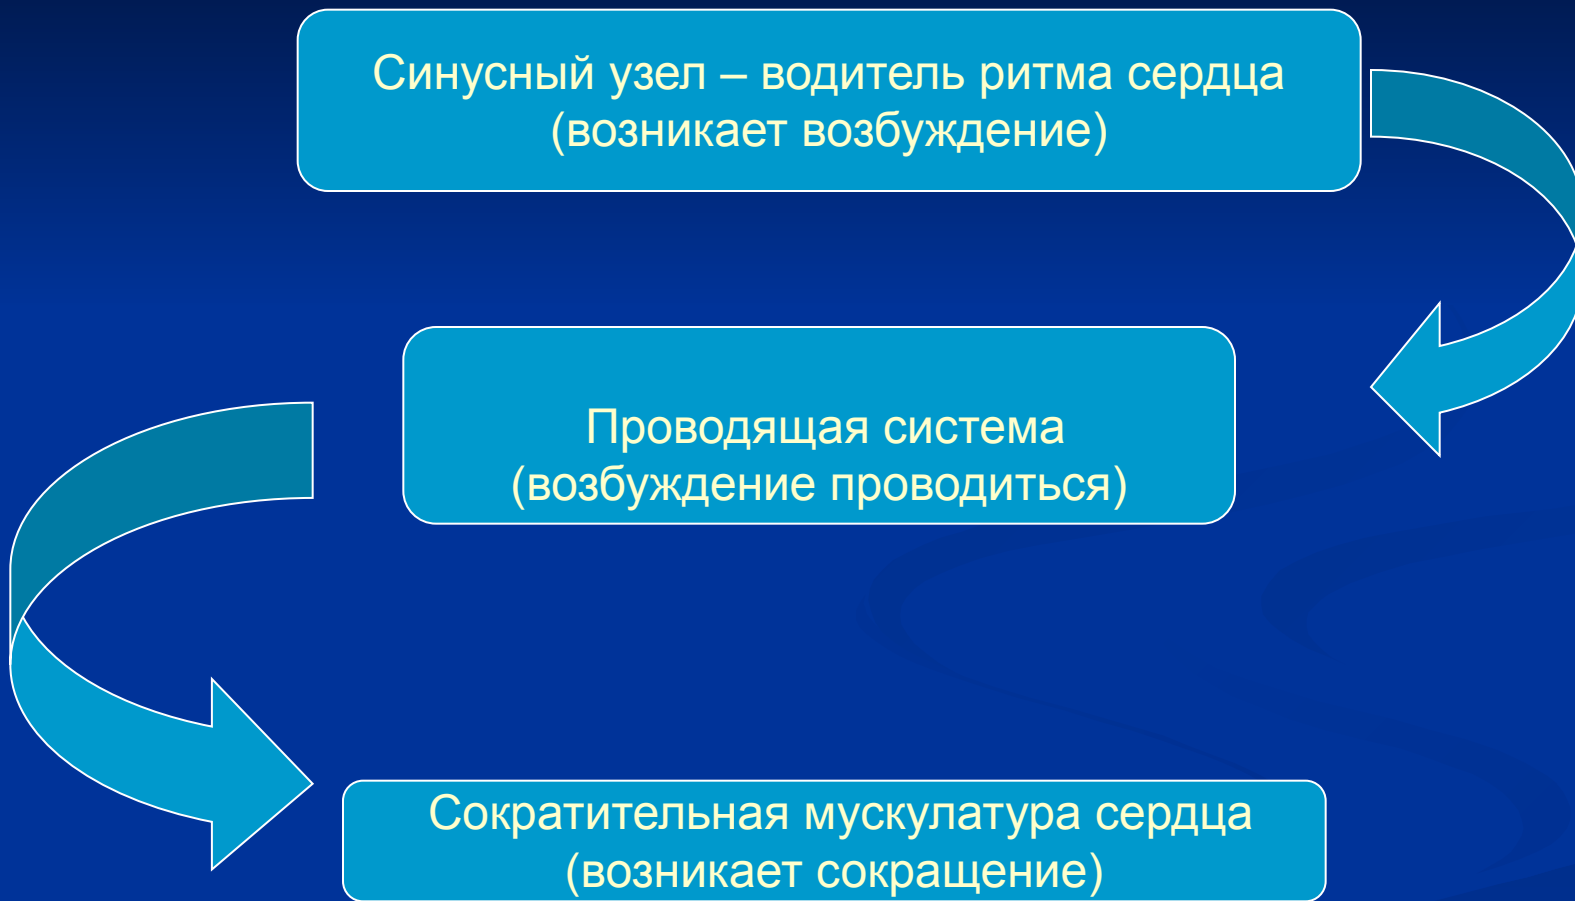 Синусный узел – водитель ритма сердца
(возникает возбуждение)
Проводящая система
(возбуждение проводиться)
Сократительная мускулатура сердца
(возникает сокращение)